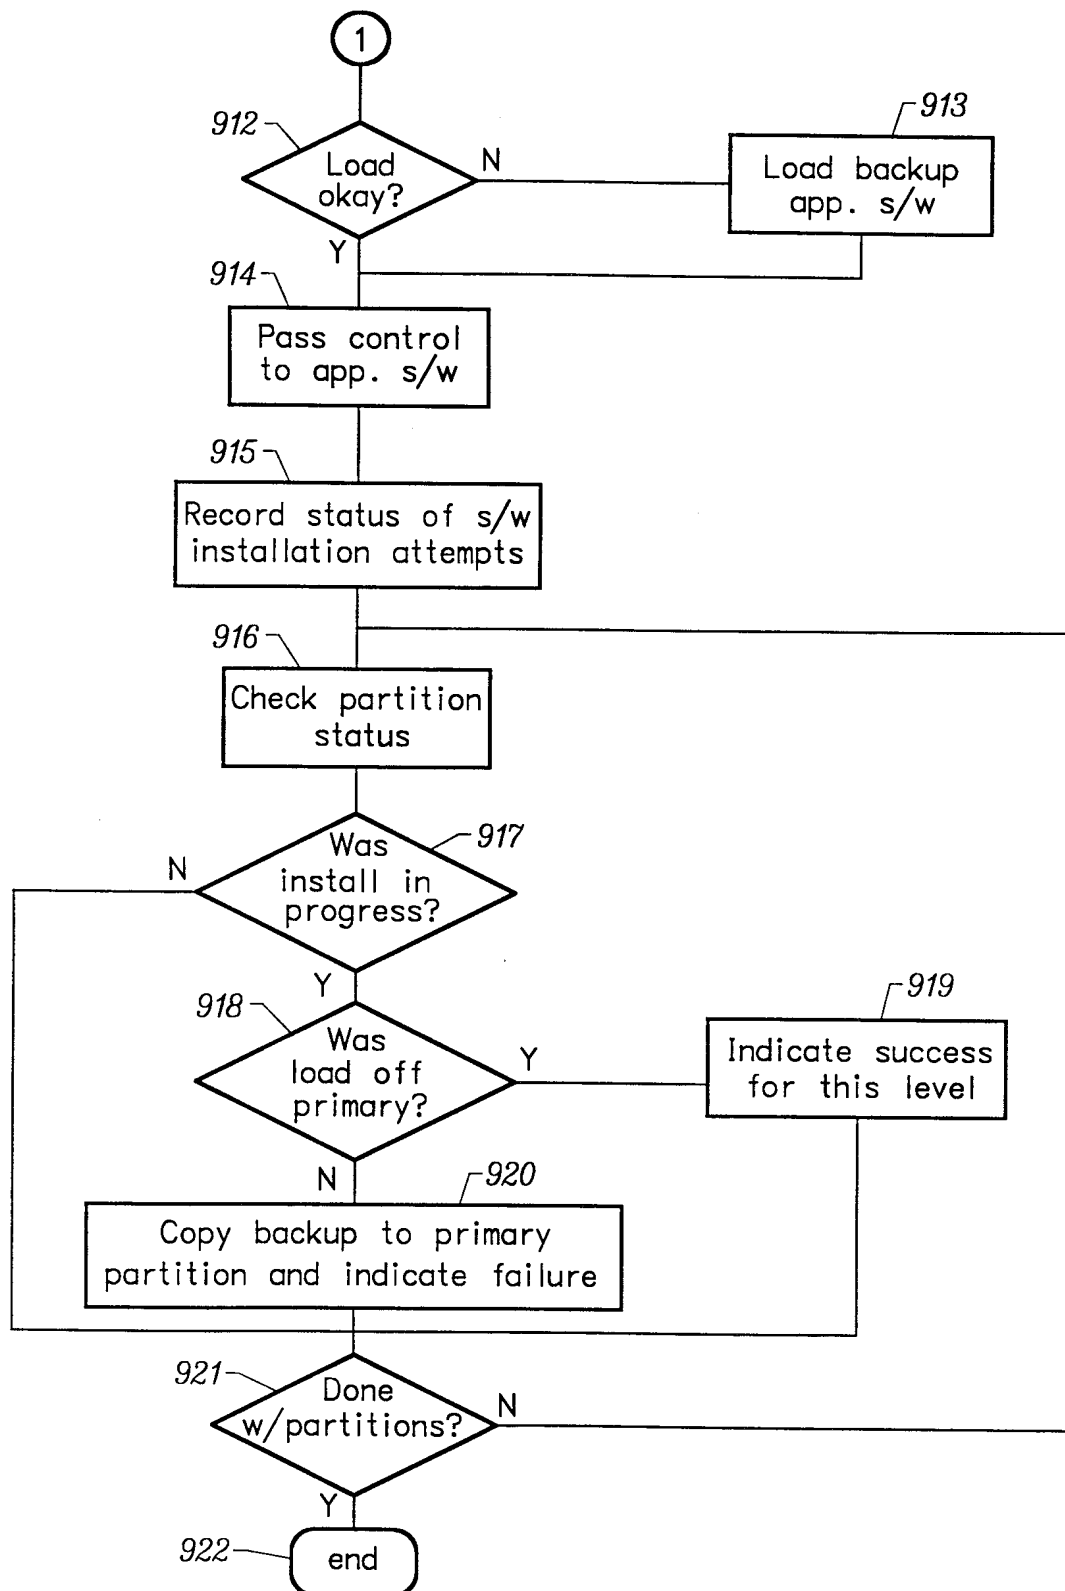 1
912
Load
okay?
N
Y
913
Load backup
app. s/w
914
Pass control
to app. s/w
915
Record status of s/w
installation attempts
916
Check partition
status
917
Was
install in
progress?
N
Y
918
Was
load off
primary?
Y
N
919
Indicate success
for this level
920
Copy backup to primary
partition and indicate failure
921
Done
w/partitions?
N
Y
922
end